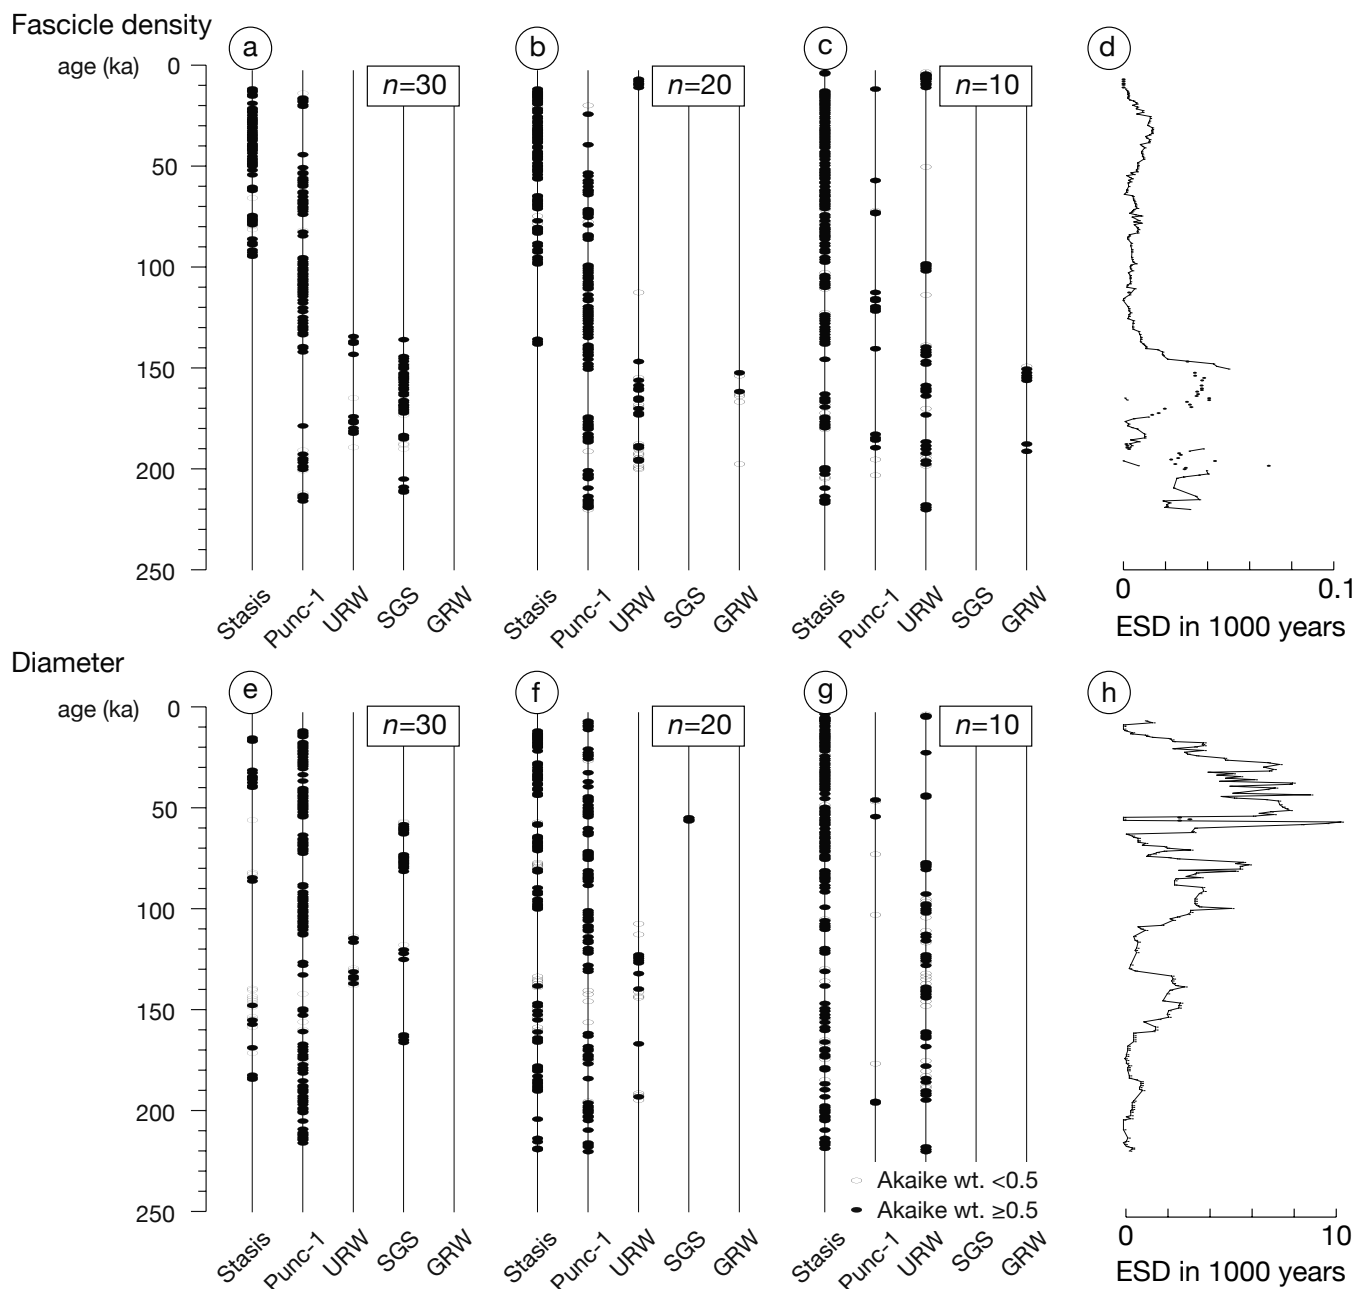 Fascicle density
a b c d
age (ka) 0
n=30 n=20 n=10
50
100
150
200
250
Stasis Punc-1 URW SGS GRW Stasis Punc-1 URW SGS GRW Stasis Punc-1 URW SGS GRW
0 0.1
ESD in 1000 years
Diameter
e f g h
age (ka) 0
n=30 n=20 n=10
50
100
150
200
Akaike wt. <0.5
Akaike wt. ≥0.5
250
Stasis Punc-1 URW SGS GRW Stasis Punc-1 URW SGS GRW Stasis Punc-1 URW SGS GRW
0 10
ESD in 1000 years